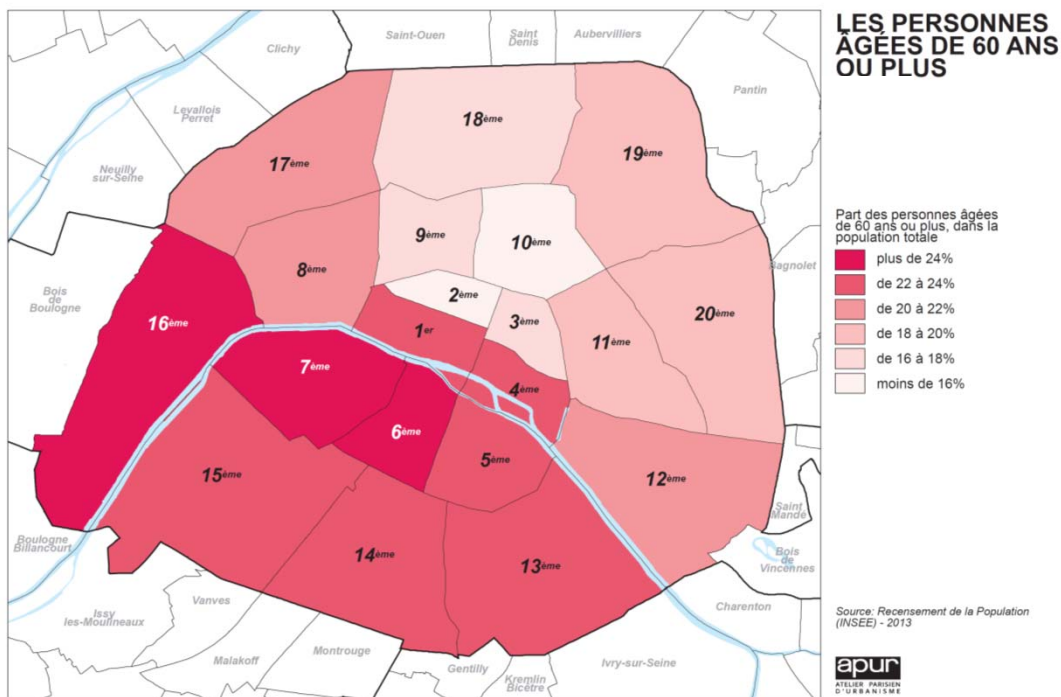 LES PERSONNES
ÂGÉES DE 60 ANS
OU PLUS
Saint-Ouen
Saint
Denis
Aubervilliers
Clichy
Pantin
Levallois
Perret
Neuilly
sur-Seine
18ème
19ème
17ème
9ème
10ème
8ème
2ème
Bois
de
Boulogne
16ème
1er
3ème
11ème
20ème
Bagnolet
7ème
4ème
6ème
5ème
15ème
12ème
14ème
13ème
Saint
Mandé
Bois
de
Vincennes
Boulogne
Billancourt
Issy
les-Moulineaux
Vanves
Malakoff
Montrouge
Gentilly
Kremlin
Bicêtre
Ivry-sur-Seine
Charenton
Part des personnes âgées
de 60 ans ou plus, dans la
population totale
plus de 24%
de 22 à 24%
de 20 à 22%
de 18 à 20%
de 16 à 18%
moins de 16%
Source: Recensement de la Population
(INSEE) - 2013
apur
ATELIER PARISIEN
D'URBANISME